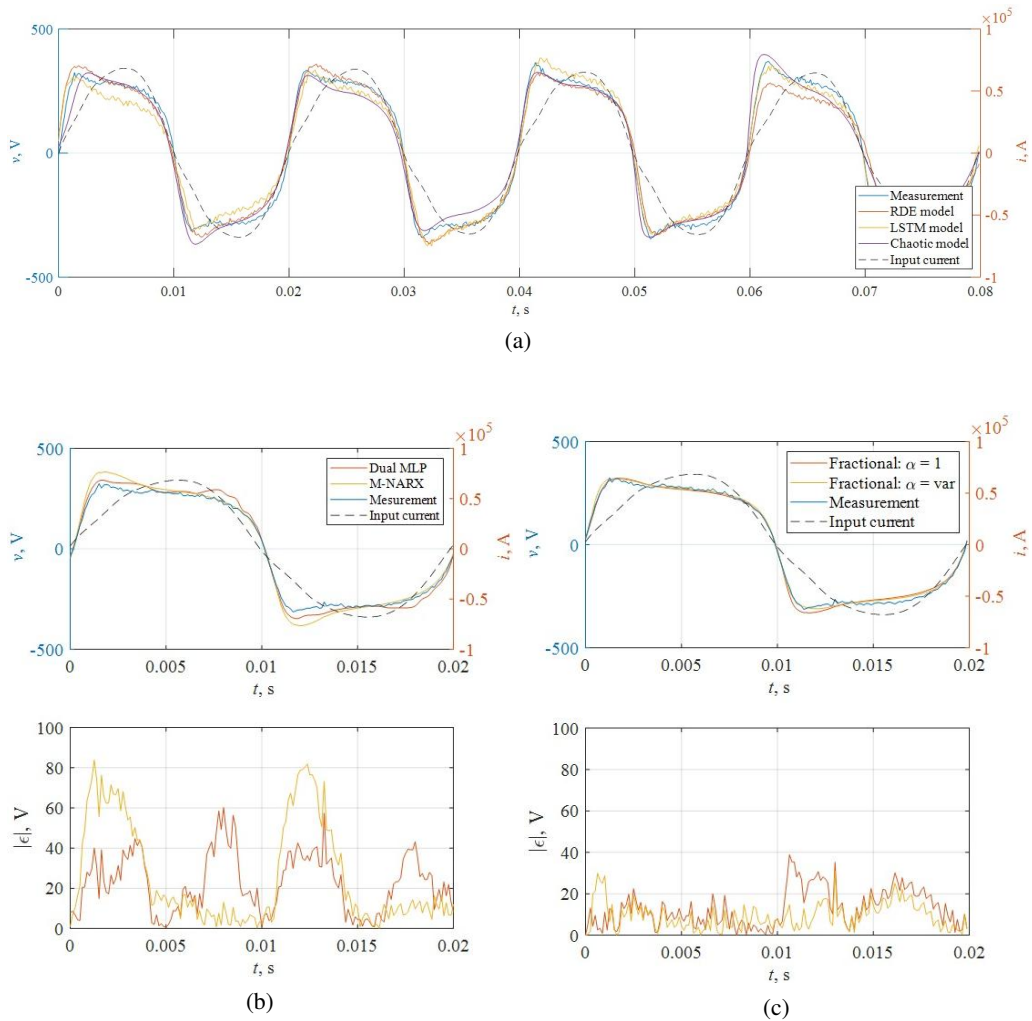 ×10⁵
500
1
0.5
v, V
0
0
i, A
-0.5
-500
-1
Measurement
RDE model
LSTM model
Chaotic model
Input current
0
0.01
0.02
0.03
0.04
0.05
0.06
0.07
0.08
t, s
(a)
×10⁵
500
1
Dual MLP
M-NARX
Mesurement
Input current
0.5
v, V
0
0
i, A
-0.5
-500
-1
0
0.005
0.01
0.015
0.02
t, s
×10⁵
500
1
Fractional: α = 1
Fractional: α = var
Measurement
Input current
0.5
v, V
0
0
i, A
-0.5
-500
-1
0
0.005
0.01
0.015
0.02
t, s
100
80
60
|ϵ|, V
40
20
0
0
0.005
0.01
0.015
0.02
t, s
(b)
100
80
60
|ϵ|, V
40
20
0
0
0.005
0.01
0.015
0.02
t, s
(c)